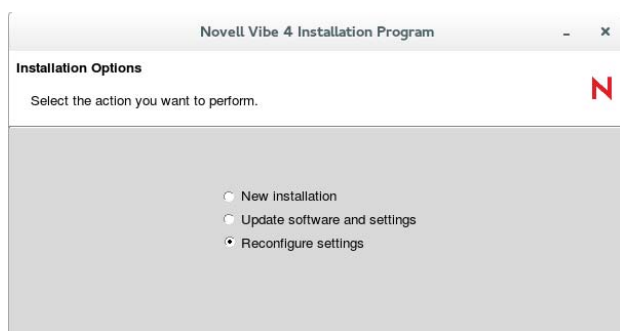 Novell Vibe 4 Installation Program
Installation Options
Select the action you want to perform.
N
New installation
Update software and settings
Reconfigure settings